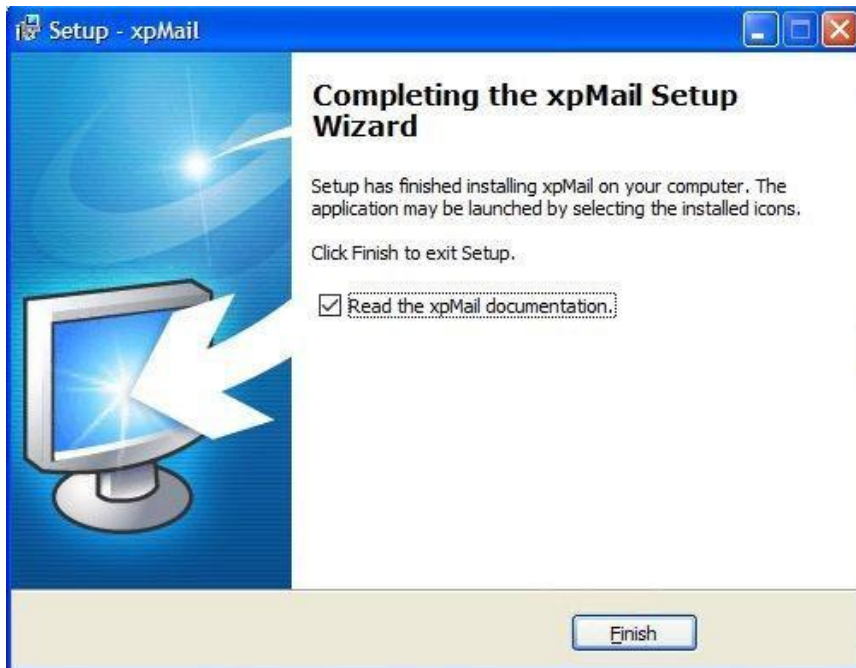 Setup - xpMail
Completing the xpMail Setup
Wizard
Setup has finished installing xpMail on your computer. The
application may be launched by selecting the installed icons.
Click Finish to exit Setup.
Read the xpMail documentation.
Finish